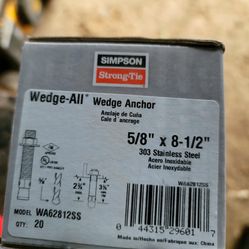 SIMPSON
Strong-Tie
Wedge-All® Wedge Anchor
Anclaje de Cuña
Cale d'ancrage
5/8" x 8-1/2"
303 Stainless Steel
Acero Inoxidable
Acier Inoxydable
WA62812SS
MODEL WA62812SS
QTY: 20
0 44315 29601 7